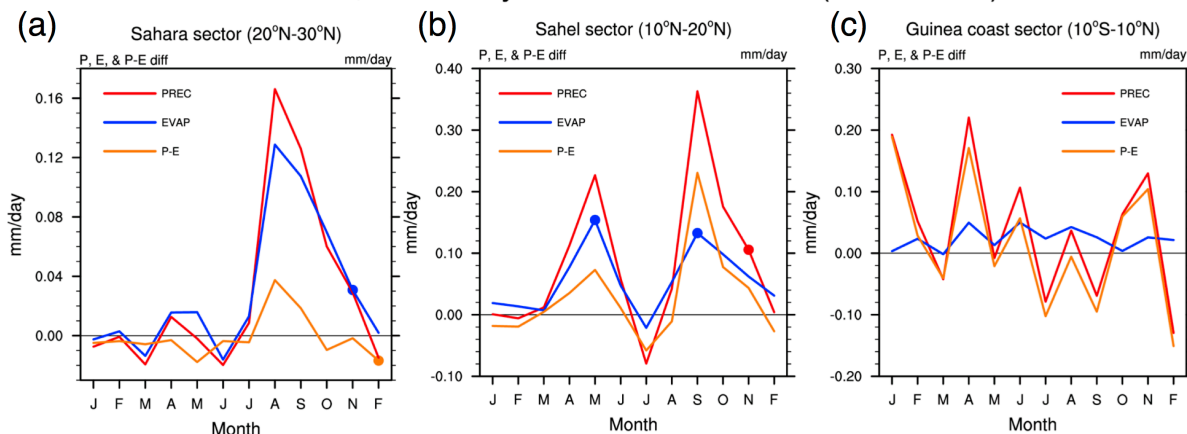 (a)
Sahara sector (20°N-30°N)
P, E, & P-E diff mm/day
0.16
0.12
0.08
0.04
0.00
mm/day
PREC
EVAP
P-E
J F M A M J J A S O N F
Month
(b)
Sahel sector (10°N-20°N)
P, E, & P-E diff mm/day
0.40
0.30
0.20
0.10
0.00
-0.10
mm/day
PREC
EVAP
P-E
J F M A M J J A S O N F
Month
(c)
Guinea coast sector (10°S-10°N)
P, E, & P-E diff mm/day
0.30
0.20
0.10
0.00
-0.10
-0.20
mm/day
PREC
EVAP
P-E
J F M A M J J A S O N F
Month